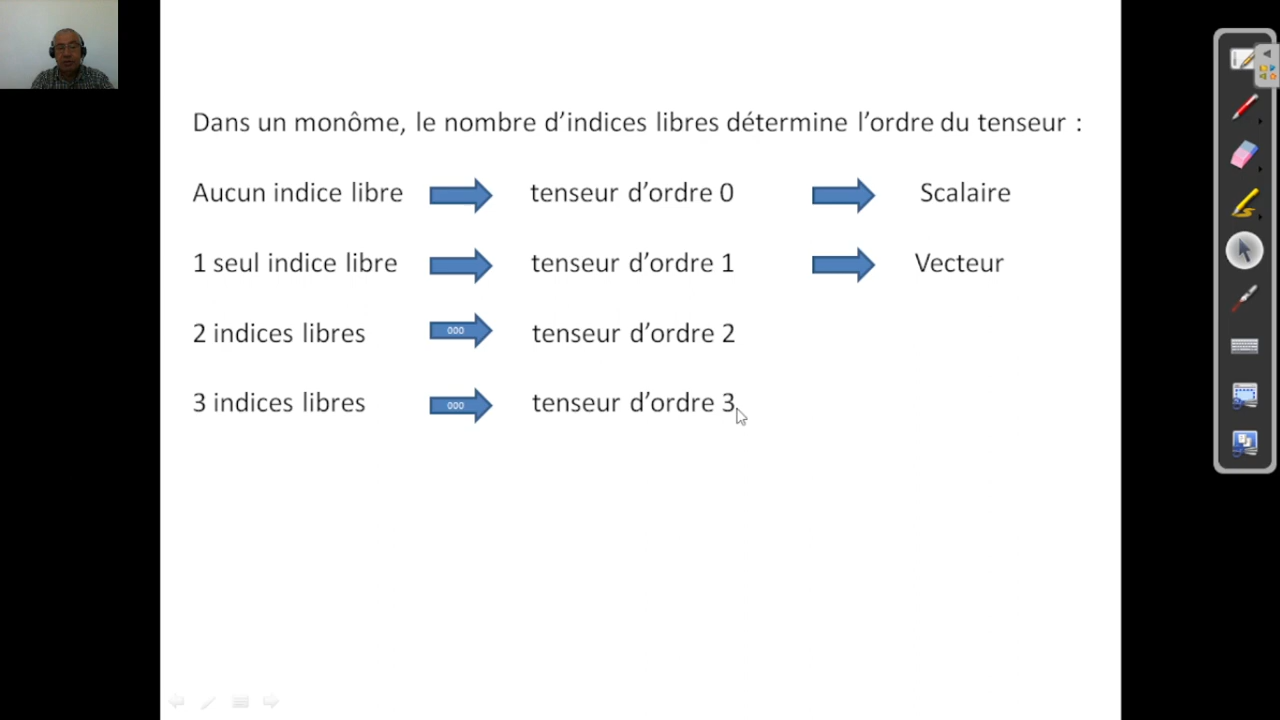 Dans un monôme, le nombre d’indices libres détermine l’ordre du tenseur :
Aucun indice libre tenseur d’ordre 0 Scalaire
1 seul indice libre tenseur d’ordre 1 Vecteur
2 indices libres 000 tenseur d’ordre 2
3 indices libres 000 tenseur d’ordre 3